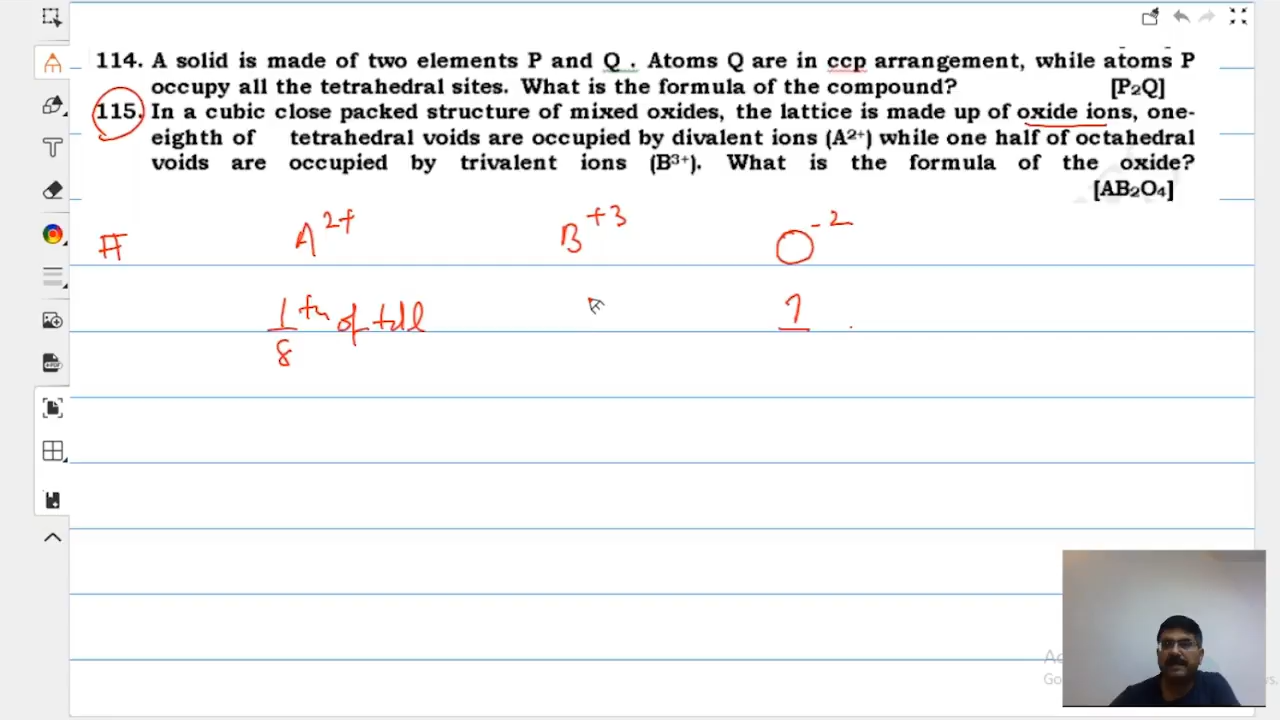 114. A solid is made of two elements P and Q . Atoms Q are in ccp arrangement, while atoms P
occupy all the tetrahedral sites. What is the formula of the compound? [P₂Q]
115. In a cubic close packed structure of mixed oxides, the lattice is made up of oxide ions, one-
eighth of tetrahedral voids are occupied by divalent ions (A²⁺) while one half of octahedral
voids are occupied by trivalent ions (B³⁺). What is the formula of the oxide?
[AB₂O₄]
A²⁺ B⁺³ O⁻²
1/8 th of tdl 1